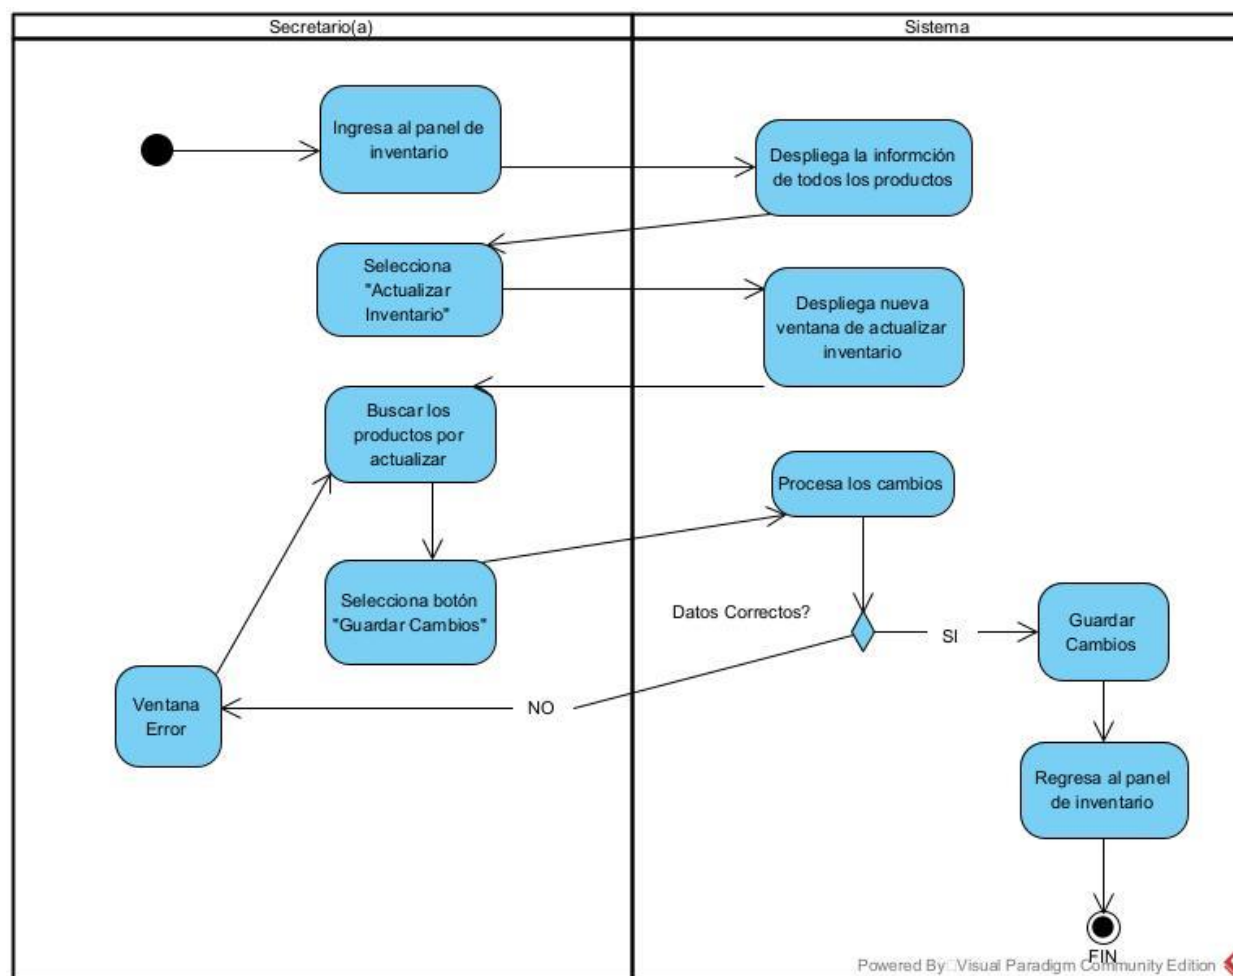 Secretario(a)
Sistema
Ingresa al panel de
inventario
Despliega la informción
de todos los productos
Selecciona
"Actualizar
Inventario"
Despliega nueva
ventana de actualizar
inventario
Buscar los
productos por
actualizar
Procesa los cambios
Selecciona botón
"Guardar Cambios"
Datos Correctos?
SI
Guardar
Cambios
Ventana
Error
NO
Regresa al panel
de inventario
FIN
Powered By Visual Paradigm Community Edition